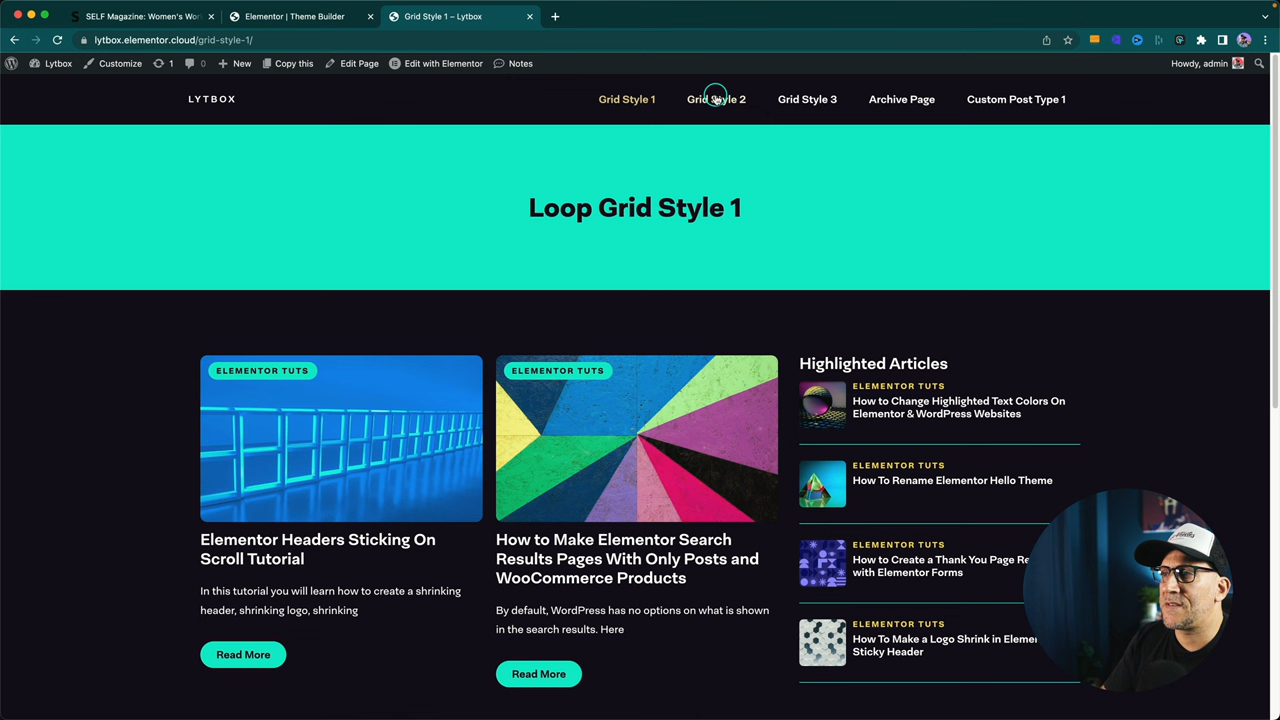 SELF Magazine: Women's Wor
Elementor | Theme Builder
Grid Style 1 – Lytbox
lytbox.elementor.cloud/grid-style-1/
Lytbox
Customize
1
0
New
Copy this
Edit Page
Edit with Elementor
Notes
Howdy, admin
LYTBOX
Grid Style 1
Grid Style 2
Grid Style 3
Archive Page
Custom Post Type 1
Loop Grid Style 1
ELEMENTOR TUTS
Elementor Headers Sticking On
Scroll Tutorial
In this tutorial you will learn how to create a shrinking
header, shrinking logo, shrinking
Read More
ELEMENTOR TUTS
How to Make Elementor Search
Results Pages With Only Posts and
WooCommerce Products
By default, WordPress has no options on what is shown
in the search results. Here
Read More
Highlighted Articles
ELEMENTOR TUTS
How to Change Highlighted Text Colors On
Elementor & WordPress Websites
ELEMENTOR TUTS
How To Rename Elementor Hello Theme
ELEMENTOR TUTS
How to Create a Thank You Page Re
with Elementor Forms
ELEMENTOR TUTS
How To Make a Logo Shrink in Eleme
Sticky Header